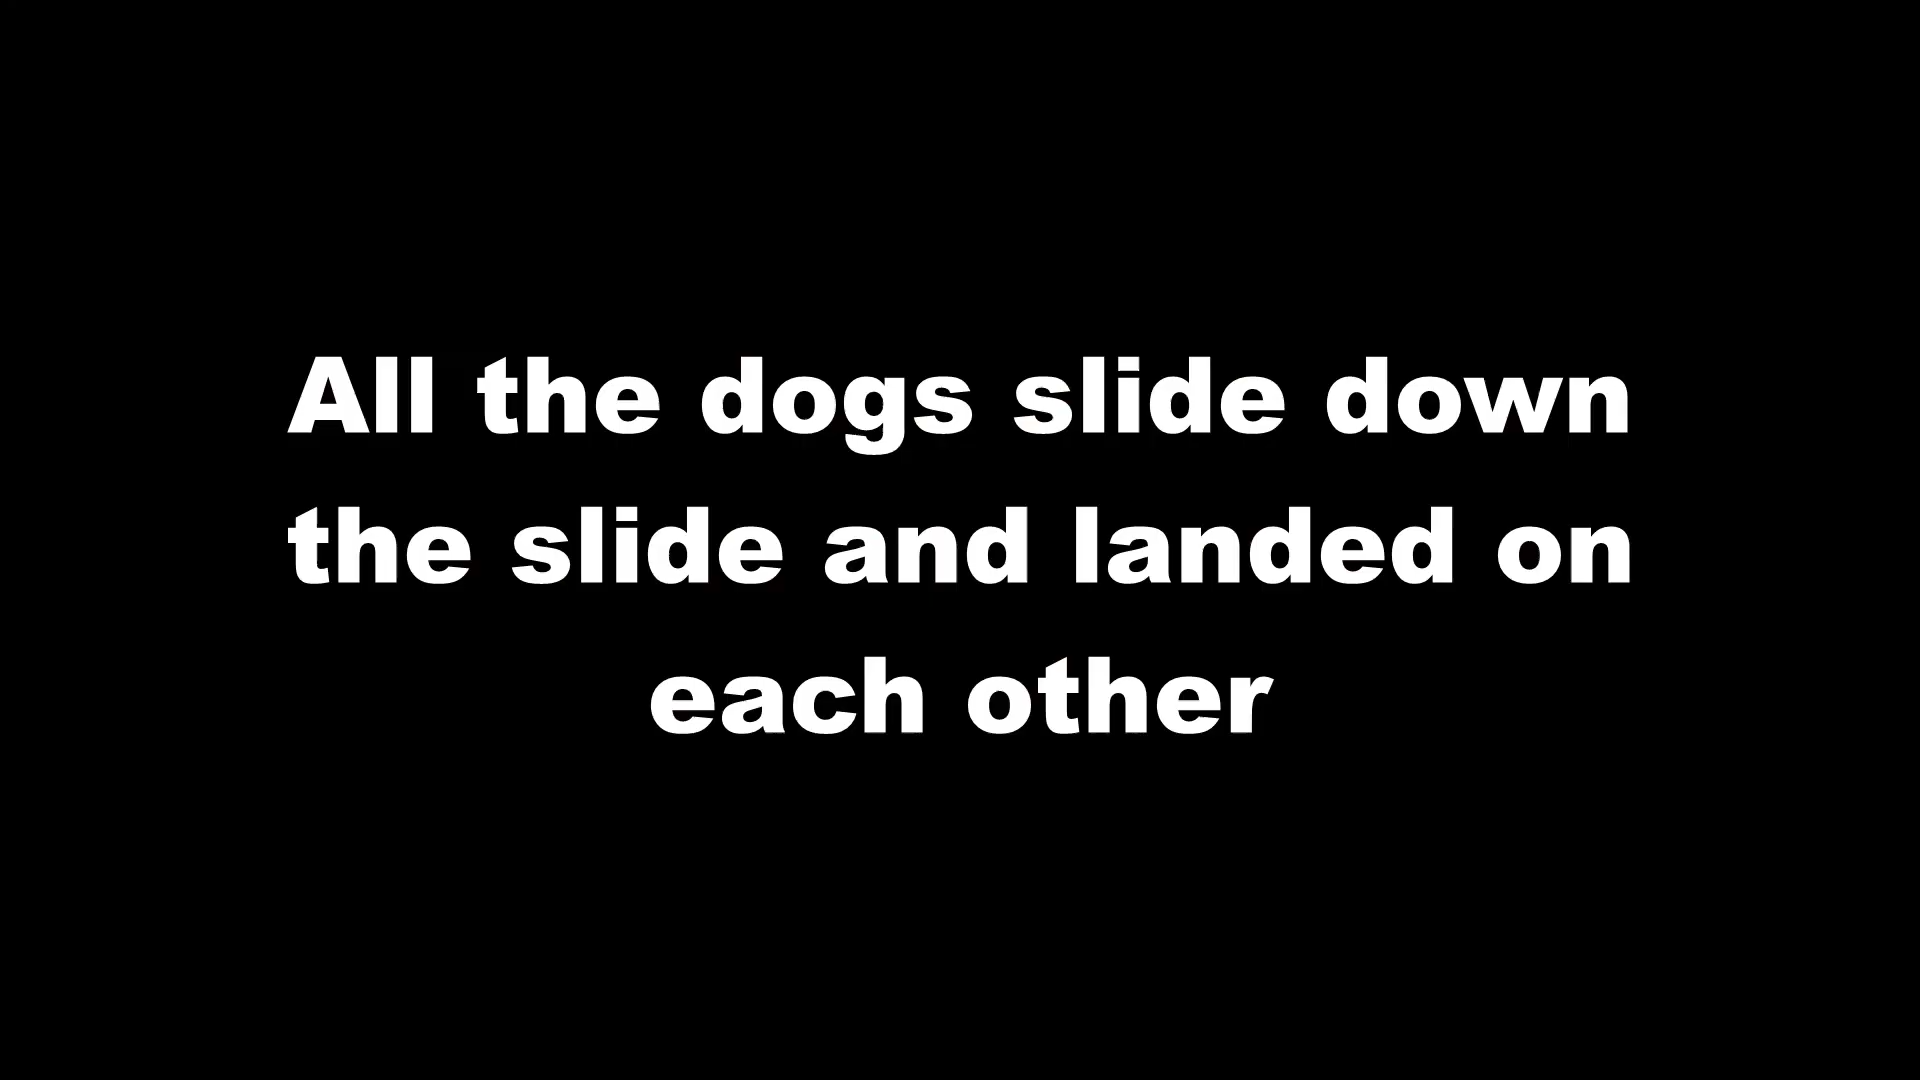 All the dogs slide down
the slide and landed on
each other